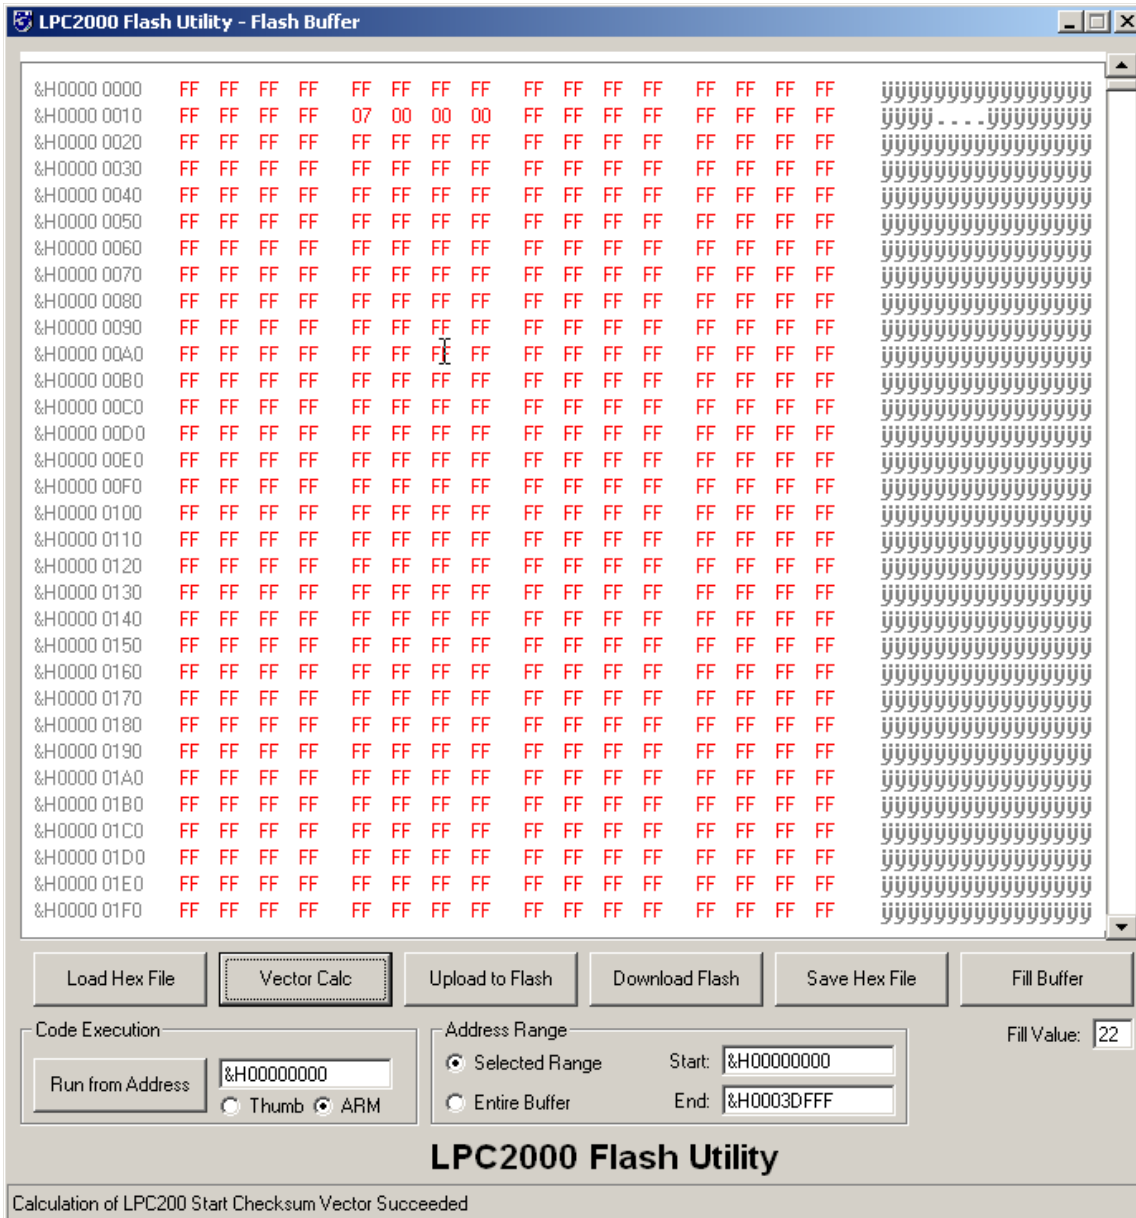 LPC2000 Flash Utility - Flash Buffer
&H0000 0000 FF FF FF FF FF FF FF FF FF FF FF FF FF FF FF FF ÿÿÿÿÿÿÿÿÿÿÿÿÿÿÿÿ
&H0000 0010 FF FF FF FF 07 00 00 00 FF FF FF FF FF FF FF FF ÿÿÿÿ....ÿÿÿÿÿÿÿÿ
&H0000 0020 FF FF FF FF FF FF FF FF FF FF FF FF FF FF FF FF ÿÿÿÿÿÿÿÿÿÿÿÿÿÿÿÿ
&H0000 0030 FF FF FF FF FF FF FF FF FF FF FF FF FF FF FF FF ÿÿÿÿÿÿÿÿÿÿÿÿÿÿÿÿ
&H0000 0040 FF FF FF FF FF FF FF FF FF FF FF FF FF FF FF FF ÿÿÿÿÿÿÿÿÿÿÿÿÿÿÿÿ
&H0000 0050 FF FF FF FF FF FF FF FF FF FF FF FF FF FF FF FF ÿÿÿÿÿÿÿÿÿÿÿÿÿÿÿÿ
&H0000 0060 FF FF FF FF FF FF FF FF FF FF FF FF FF FF FF FF ÿÿÿÿÿÿÿÿÿÿÿÿÿÿÿÿ
&H0000 0070 FF FF FF FF FF FF FF FF FF FF FF FF FF FF FF FF ÿÿÿÿÿÿÿÿÿÿÿÿÿÿÿÿ
&H0000 0080 FF FF FF FF FF FF FF FF FF FF FF FF FF FF FF FF ÿÿÿÿÿÿÿÿÿÿÿÿÿÿÿÿ
&H0000 0090 FF FF FF FF FF FF FF FF FF FF FF FF FF FF FF FF ÿÿÿÿÿÿÿÿÿÿÿÿÿÿÿÿ
&H0000 00A0 FF FF FF FF FF FF FF FF FF FF FF FF FF FF FF FF ÿÿÿÿÿÿÿÿÿÿÿÿÿÿÿÿ
&H0000 00B0 FF FF FF FF FF FF FF FF FF FF FF FF FF FF FF FF ÿÿÿÿÿÿÿÿÿÿÿÿÿÿÿÿ
&H0000 00C0 FF FF FF FF FF FF FF FF FF FF FF FF FF FF FF FF ÿÿÿÿÿÿÿÿÿÿÿÿÿÿÿÿ
&H0000 00D0 FF FF FF FF FF FF FF FF FF FF FF FF FF FF FF FF ÿÿÿÿÿÿÿÿÿÿÿÿÿÿÿÿ
&H0000 00E0 FF FF FF FF FF FF FF FF FF FF FF FF FF FF FF FF ÿÿÿÿÿÿÿÿÿÿÿÿÿÿÿÿ
&H0000 00F0 FF FF FF FF FF FF FF FF FF FF FF FF FF FF FF FF ÿÿÿÿÿÿÿÿÿÿÿÿÿÿÿÿ
&H0000 0100 FF FF FF FF FF FF FF FF FF FF FF FF FF FF FF FF ÿÿÿÿÿÿÿÿÿÿÿÿÿÿÿÿ
&H0000 0110 FF FF FF FF FF FF FF FF FF FF FF FF FF FF FF FF ÿÿÿÿÿÿÿÿÿÿÿÿÿÿÿÿ
&H0000 0120 FF FF FF FF FF FF FF FF FF FF FF FF FF FF FF FF ÿÿÿÿÿÿÿÿÿÿÿÿÿÿÿÿ
&H0000 0130 FF FF FF FF FF FF FF FF FF FF FF FF FF FF FF FF ÿÿÿÿÿÿÿÿÿÿÿÿÿÿÿÿ
&H0000 0140 FF FF FF FF FF FF FF FF FF FF FF FF FF FF FF FF ÿÿÿÿÿÿÿÿÿÿÿÿÿÿÿÿ
&H0000 0150 FF FF FF FF FF FF FF FF FF FF FF FF FF FF FF FF ÿÿÿÿÿÿÿÿÿÿÿÿÿÿÿÿ
&H0000 0160 FF FF FF FF FF FF FF FF FF FF FF FF FF FF FF FF ÿÿÿÿÿÿÿÿÿÿÿÿÿÿÿÿ
&H0000 0170 FF FF FF FF FF FF FF FF FF FF FF FF FF FF FF FF ÿÿÿÿÿÿÿÿÿÿÿÿÿÿÿÿ
&H0000 0180 FF FF FF FF FF FF FF FF FF FF FF FF FF FF FF FF ÿÿÿÿÿÿÿÿÿÿÿÿÿÿÿÿ
&H0000 0190 FF FF FF FF FF FF FF FF FF FF FF FF FF FF FF FF ÿÿÿÿÿÿÿÿÿÿÿÿÿÿÿÿ
&H0000 01A0 FF FF FF FF FF FF FF FF FF FF FF FF FF FF FF FF ÿÿÿÿÿÿÿÿÿÿÿÿÿÿÿÿ
&H0000 01B0 FF FF FF FF FF FF FF FF FF FF FF FF FF FF FF FF ÿÿÿÿÿÿÿÿÿÿÿÿÿÿÿÿ
&H0000 01C0 FF FF FF FF FF FF FF FF FF FF FF FF FF FF FF FF ÿÿÿÿÿÿÿÿÿÿÿÿÿÿÿÿ
&H0000 01D0 FF FF FF FF FF FF FF FF FF FF FF FF FF FF FF FF ÿÿÿÿÿÿÿÿÿÿÿÿÿÿÿÿ
&H0000 01E0 FF FF FF FF FF FF FF FF FF FF FF FF FF FF FF FF ÿÿÿÿÿÿÿÿÿÿÿÿÿÿÿÿ
&H0000 01F0 FF FF FF FF FF FF FF FF FF FF FF FF FF FF FF FF ÿÿÿÿÿÿÿÿÿÿÿÿÿÿÿÿ
Load Hex File Vector Calc Upload to Flash Download Flash Save Hex File Fill Buffer
Code Execution Address Range Fill Value: 22
Run from Address &H00000000 Selected Range Start: &H00000000
Thumb ARM Entire Buffer End: &H0003DFFF
LPC2000 Flash Utility
Calculation of LPC200 Start Checksum Vector Succeeded